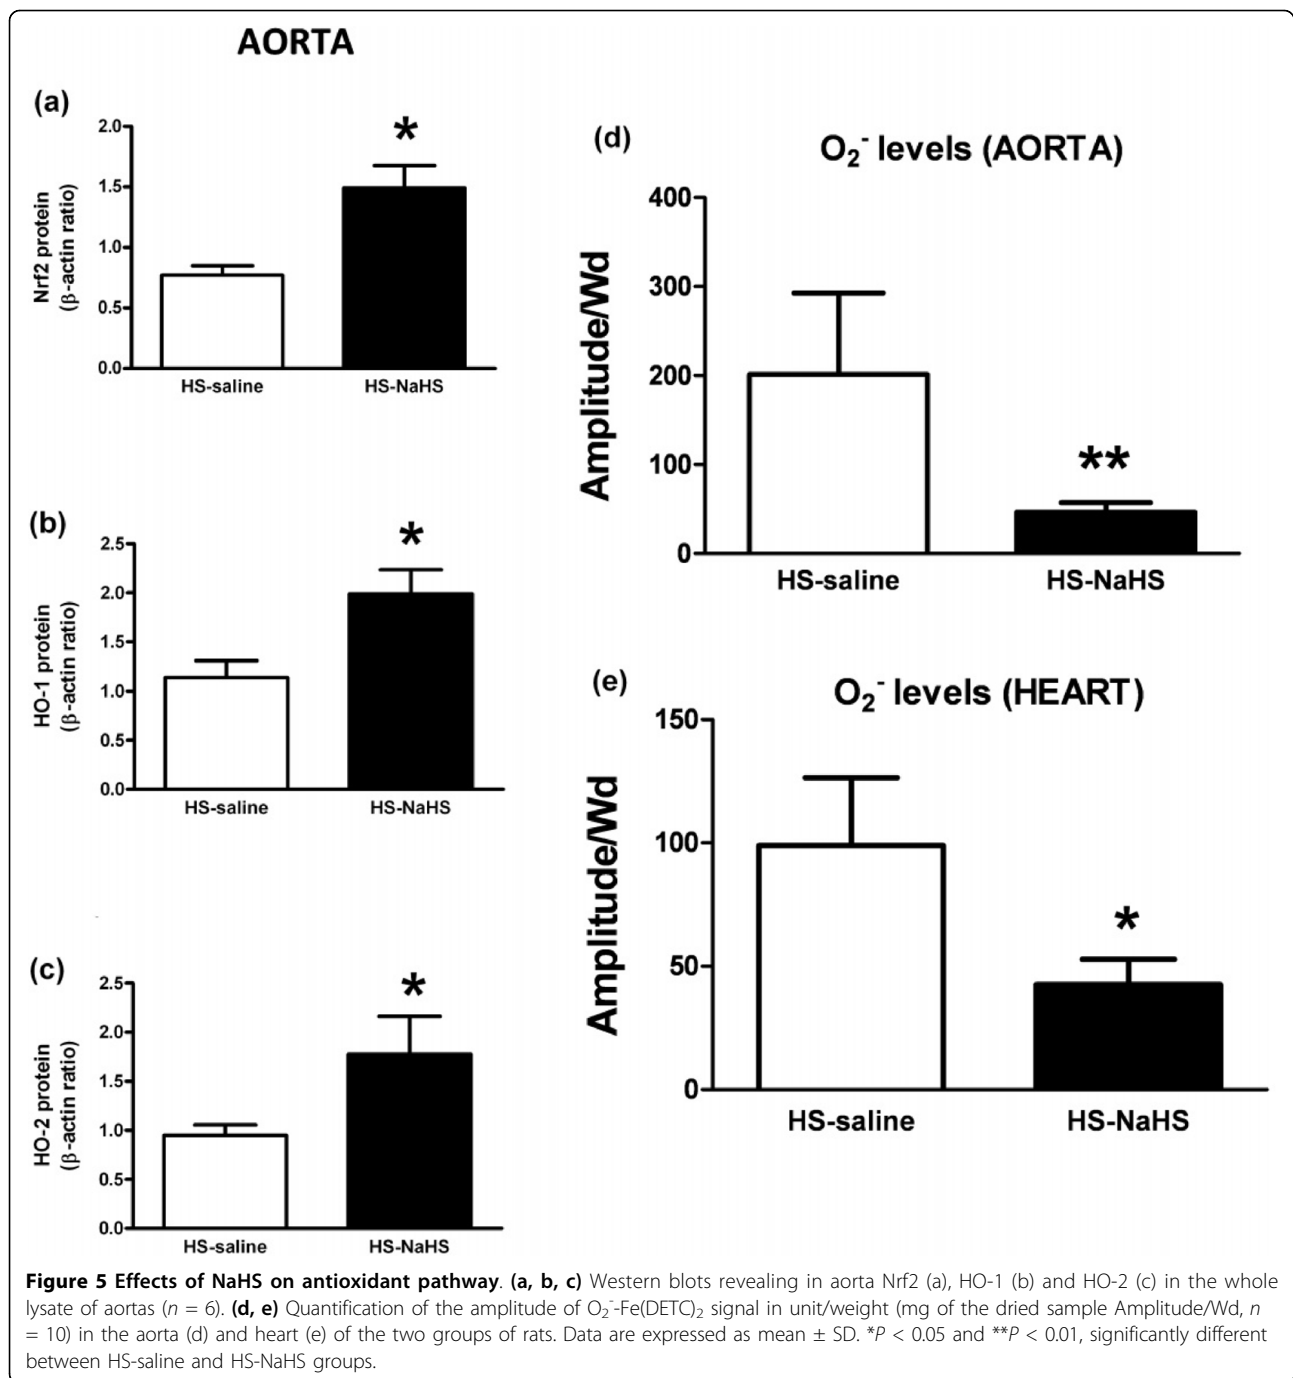 AORTA
(a)
2.0
1.5
1.0
0.5
0.0
Nrf2 protein
(β-actin ratio)
*
HS-saline HS-NaHS
(b)
2.5
2.0
1.5
1.0
0.5
0.0
HO-1 protein
(β-actin ratio)
*
HS-saline HS-NaHS
(c)
2.5
2.0
1.5
1.0
0.5
0.0
HO-2 protein
(β-actin ratio)
*
HS-saline HS-NaHS
(d)
O₂⁻ levels (AORTA)
400
300
200
100
0
Amplitude/Wd
**
HS-saline HS-NaHS
(e)
O₂⁻ levels (HEART)
150
100
50
0
Amplitude/Wd
*
HS-saline HS-NaHS
Figure 5 Effects of NaHS on antioxidant pathway. (a, b, c) Western blots revealing in aorta Nrf2 (a), HO-1 (b) and HO-2 (c) in the whole
lysate of aortas (n = 6). (d, e) Quantification of the amplitude of O₂⁻-Fe(DETC)₂ signal in unit/weight (mg of the dried sample Amplitude/Wd, n
= 10) in the aorta (d) and heart (e) of the two groups of rats. Data are expressed as mean ± SD. *P < 0.05 and **P < 0.01, significantly different
between HS-saline and HS-NaHS groups.